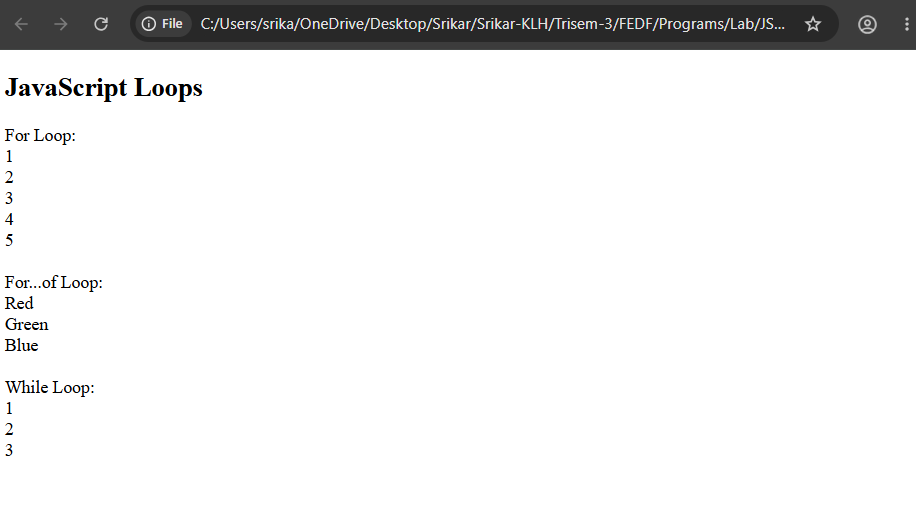 File C:/Users/srika/OneDrive/Desktop/Srikar/Srikar-KLH/Trisem-3/FEDF/Programs/Lab/JS...
JavaScript Loops
For Loop:
1
2
3
4
5
For...of Loop:
Red
Green
Blue
While Loop:
1
2
3